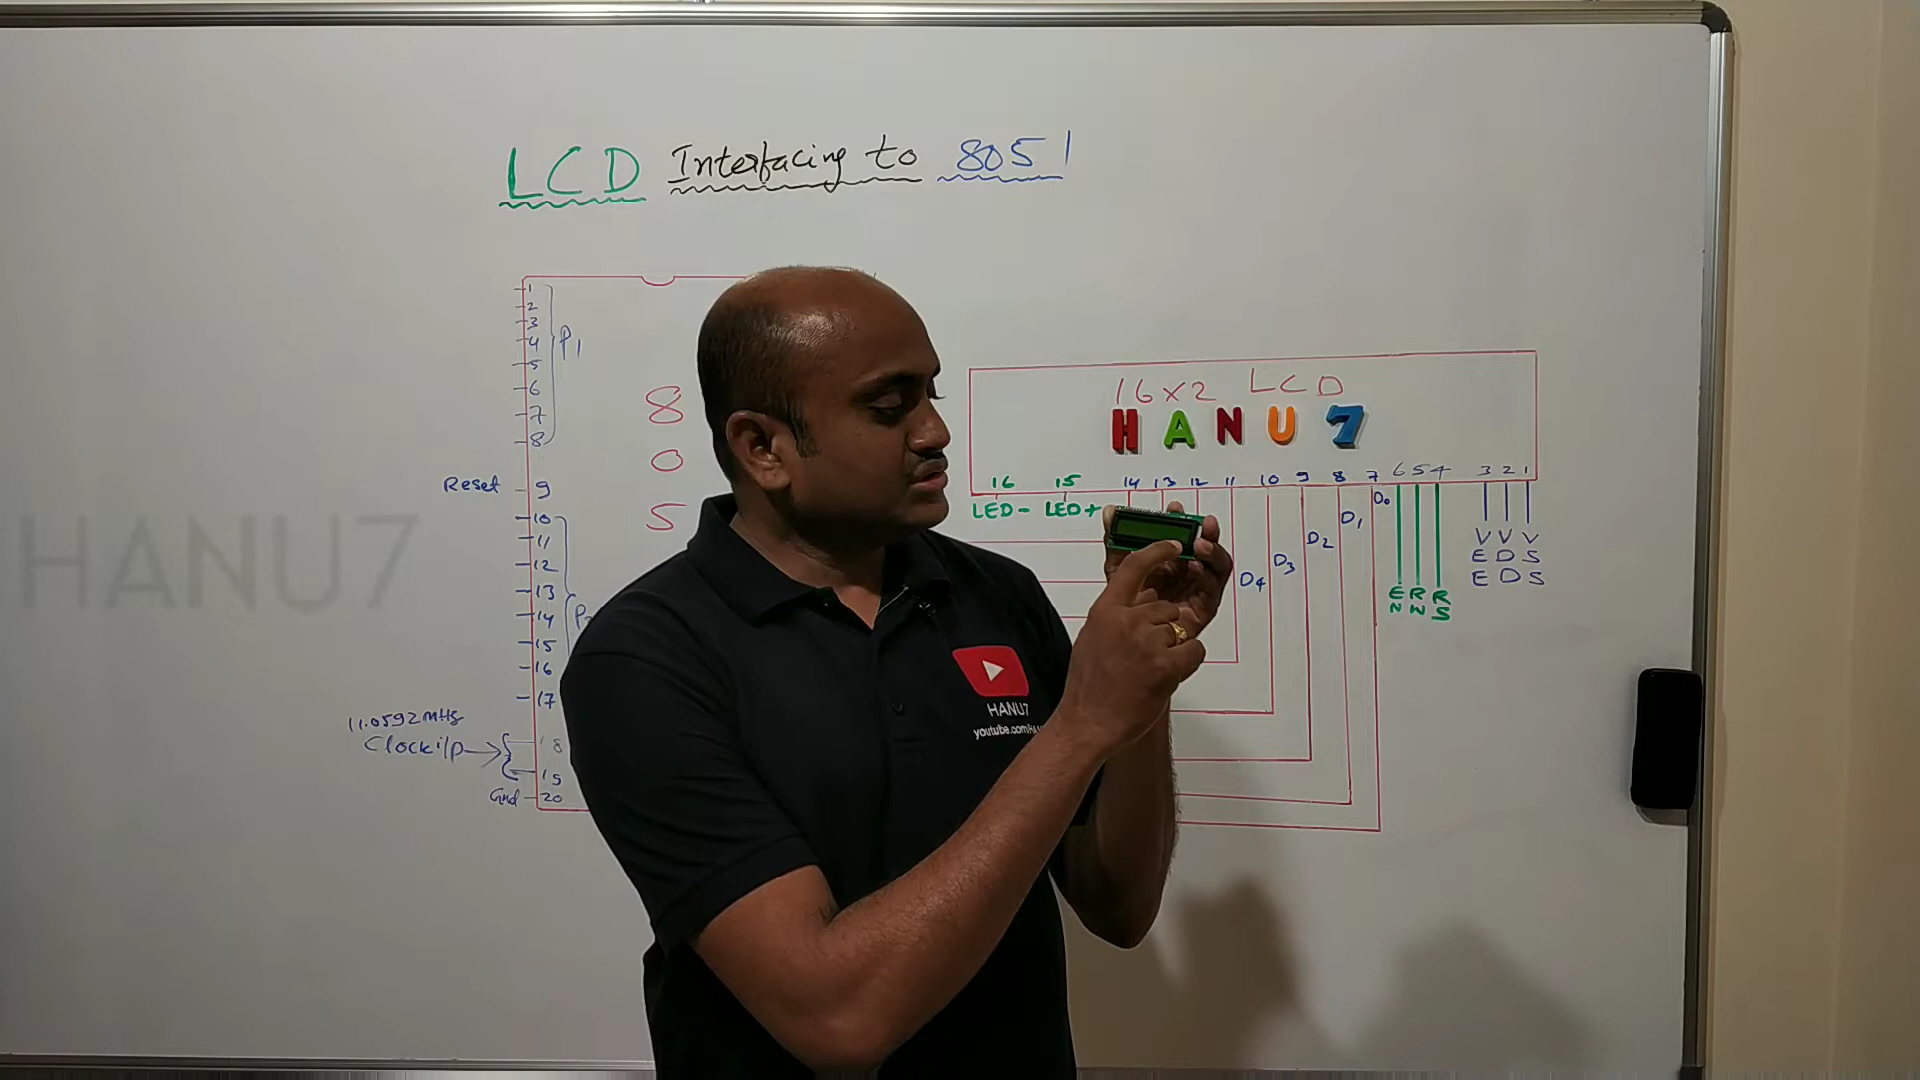 LCD Interfacing to 8051
1
2
3
4
5
6
7
8
P1
Reset 9
10
11
12
13
14
15
16
17
11.0592MHz
Clock i/p
18
19
Gnd 20
8
0
5
16x2 LCD
HANU7
16 15 14 13 12 11 10 9 8 7 6 5 4 3 2 1
LED- LED+
D4 D3 D2 D1 D0
EN RW RS
VEE VDD VSS
HANU7
HANU7